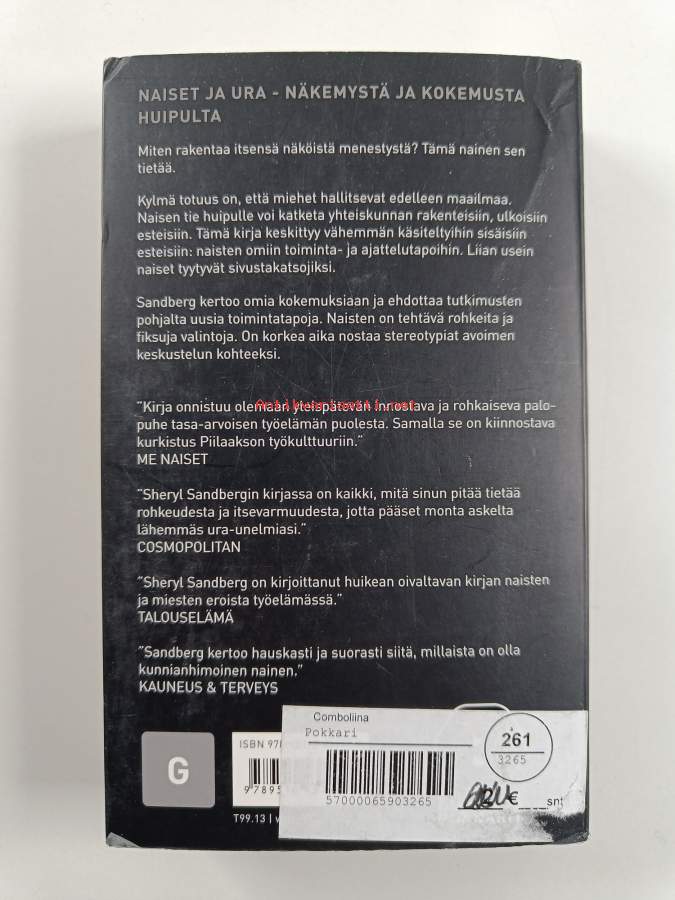 NAISET JA URA - NÄKEMYSTÄ JA KOKEMUSTA
HUIPULTA
Miten rakentaa itsensä näköistä menestystä? Tämä nainen sen
tietää.
Kylmä totuus on, että miehet hallitsevat edelleen maailmaa.
Naisen tie huipulle voi katketa yhteiskunnan rakenteisiin, ulkoisiin
esteisiin. Tämä kirja keskittyy vähemmän käsiteltyihin sisäisiin
esteisiin: naisten omiin toiminta- ja ajattelutapoihin. Liian usein
naiset tyytyvät sivustakatsojiksi.
Sandberg kertoo omia kokemuksiaan ja ehdottaa tutkimusten
pohjalta uusia toimintatapoja. Naisten on tehtävä rohkeita ja
fiksuja valintoja. On korkea aika nostaa stereotypiat avoimen
keskustelun kohteeksi.
Antikvariaatti.net
"Kirja onnistuu olemaan yleispätevän innostava ja rohkaiseva palo-
puhe tasa-arvoisen työelämän puolesta. Samalla se on kiinnostava
kurkistus Piilaakson työkulttuuriin."
ME NAISET
"Sheryl Sandbergin kirjassa on kaikki, mitä sinun pitää tietää
rohkeudesta ja itsevarmuudesta, jotta pääset monta askelta
lähemmäs ura-unelmiasi."
COSMOPOLITAN
"Sheryl Sandberg on kirjoittanut huikean oivaltavan kirjan naisten
ja miesten eroista työelämässä."
TALOUSELÄMÄ
"Sandberg kertoo hauskasti ja suorasti siitä, millaista on olla
kunnianhimoinen nainen."
KAUNEUS & TERVEYS
G
ISBN 97
9 7895
T99.13 |
Comboliina
Pokkari
57000065903265
261
3265
€ snt